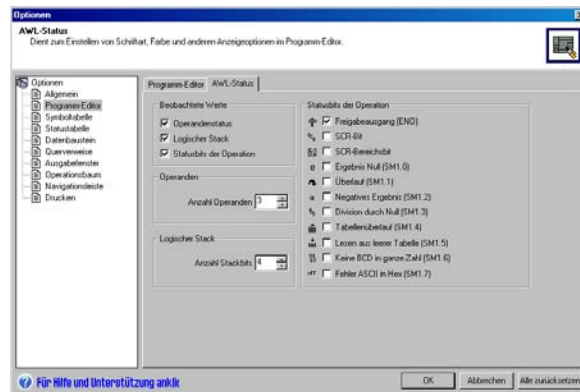 Optionen
AWL-Status
Dient zum Einstellen von Schriftart, Farbe und anderen Anzeigeoptionen im Programm-Editor.
Optionen
Allgemein
Programm-Editor
Symboltabelle
Statustabelle
Datenbaustein
Querverweise
Ausgabefenster
Operationsbaum
Navigationsleiste
Drucken
Programm-Editor AWL-Status
Beobachtete Werte
Operandenstatus
Logischer Stack
Statusbits der Operation
Operanden
Anzahl Operanden 3
Logischer Stack
Anzahl Stackbits 4
Statusbits der Operation
Freigabeausgang (ENO)
SCR-Bit
SCR-Bereichsbit
Ergebnis Null (SM1.0)
Überlauf (SM1.1)
Negatives Ergebnis (SM1.2)
Division durch Null (SM1.3)
Tabellenüberlauf (SM1.4)
Lesen aus leerer Tabelle (SM1.5)
Keine BCD in ganze Zahl (SM1.6)
Fehler ASCII in Hex (SM1.7)
Für Hilfe und Unterstützung anklik
OK Abbrechen Alle zurücksetzen